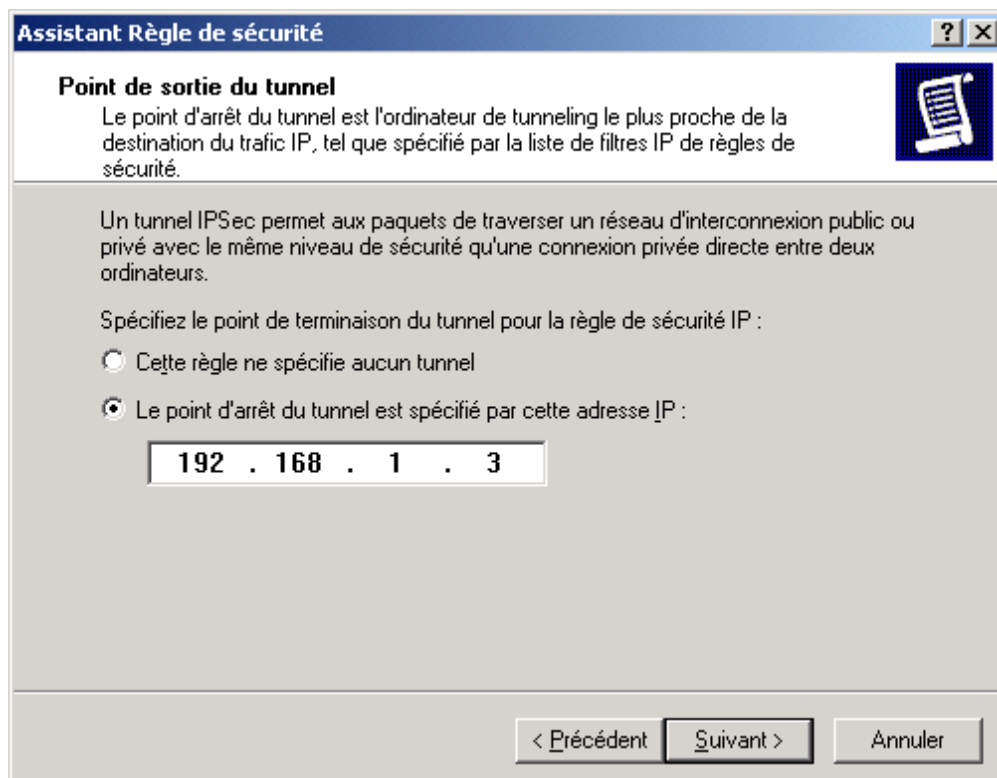 Assistant Règle de sécurité
Point de sortie du tunnel
Le point d'arrêt du tunnel est l'ordinateur de tunneling le plus proche de la
destination du trafic IP, tel que spécifié par la liste de filtres IP de règles de
sécurité.
Un tunnel IPSec permet aux paquets de traverser un réseau d'interconnexion public ou
privé avec le même niveau de sécurité qu'une connexion privée directe entre deux
ordinateurs.
Spécifiez le point de terminaison du tunnel pour la règle de sécurité IP :
Cette règle ne spécifie aucun tunnel
Le point d'arrêt du tunnel est spécifié par cette adresse IP :
192 . 168 . 1 . 3
< Précédent Suivant > Annuler